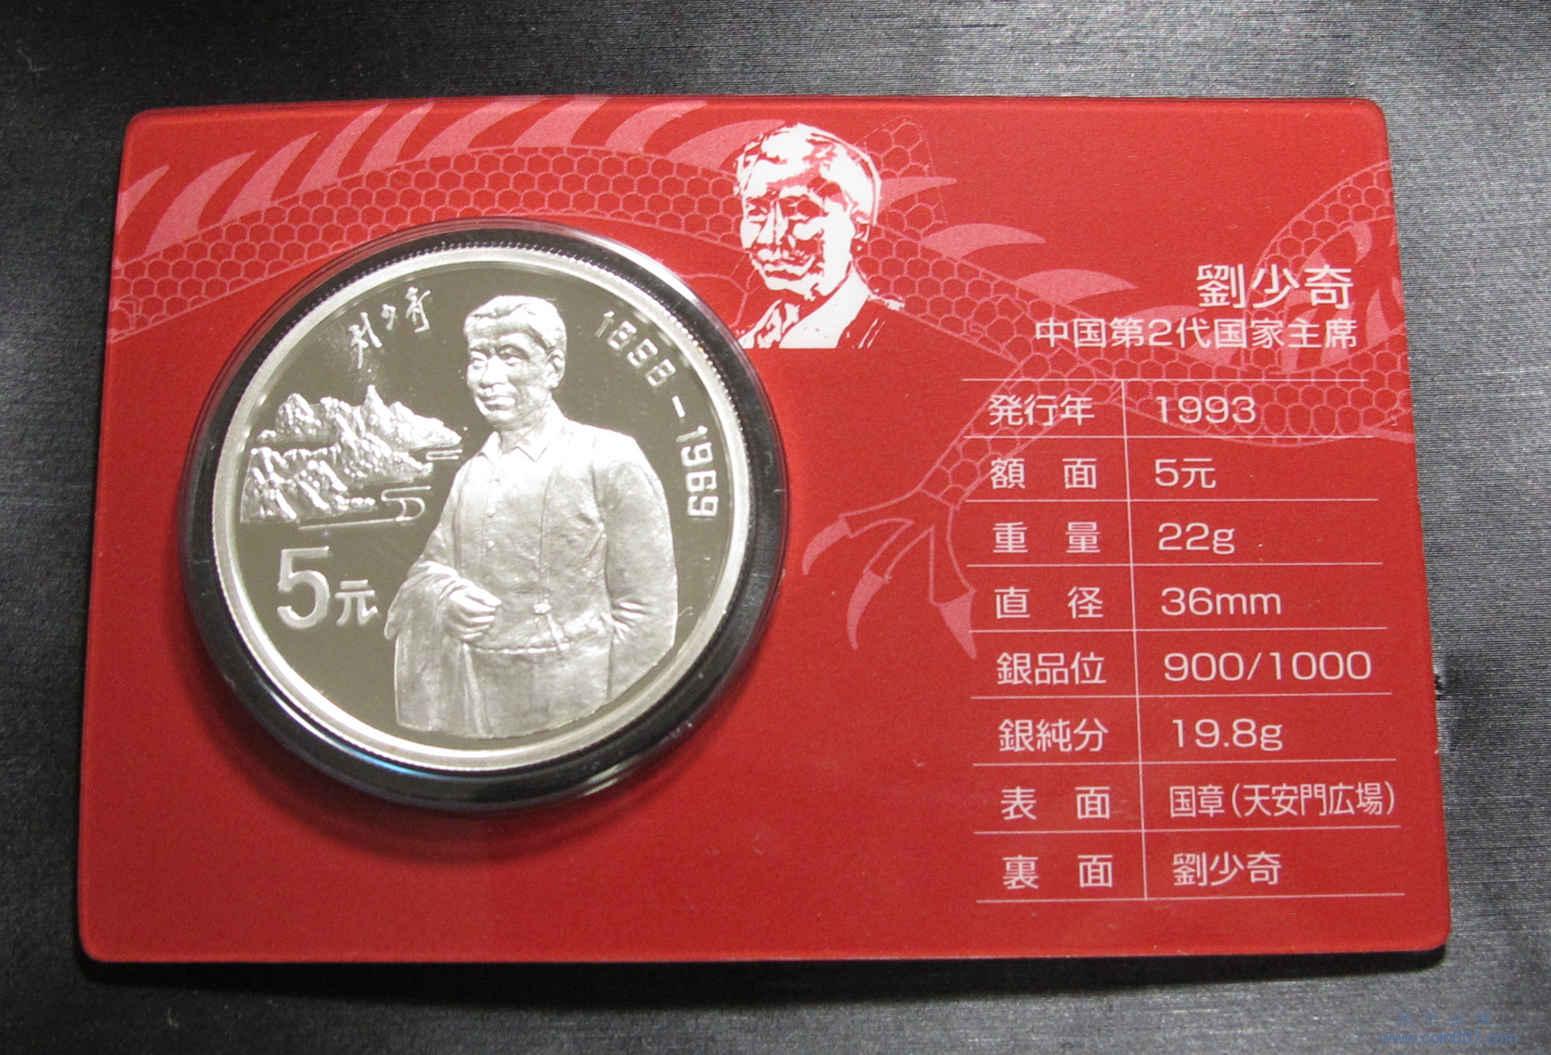 刘少奇
1898-1969
5元
劉少奇
中国第2代国家主席
発行年 1993
額面 5元
重量 22g
直径 36mm
銀品位 900/1000
銀純分 19.8g
表面 国章(天安門広場)
裏面 劉少奇